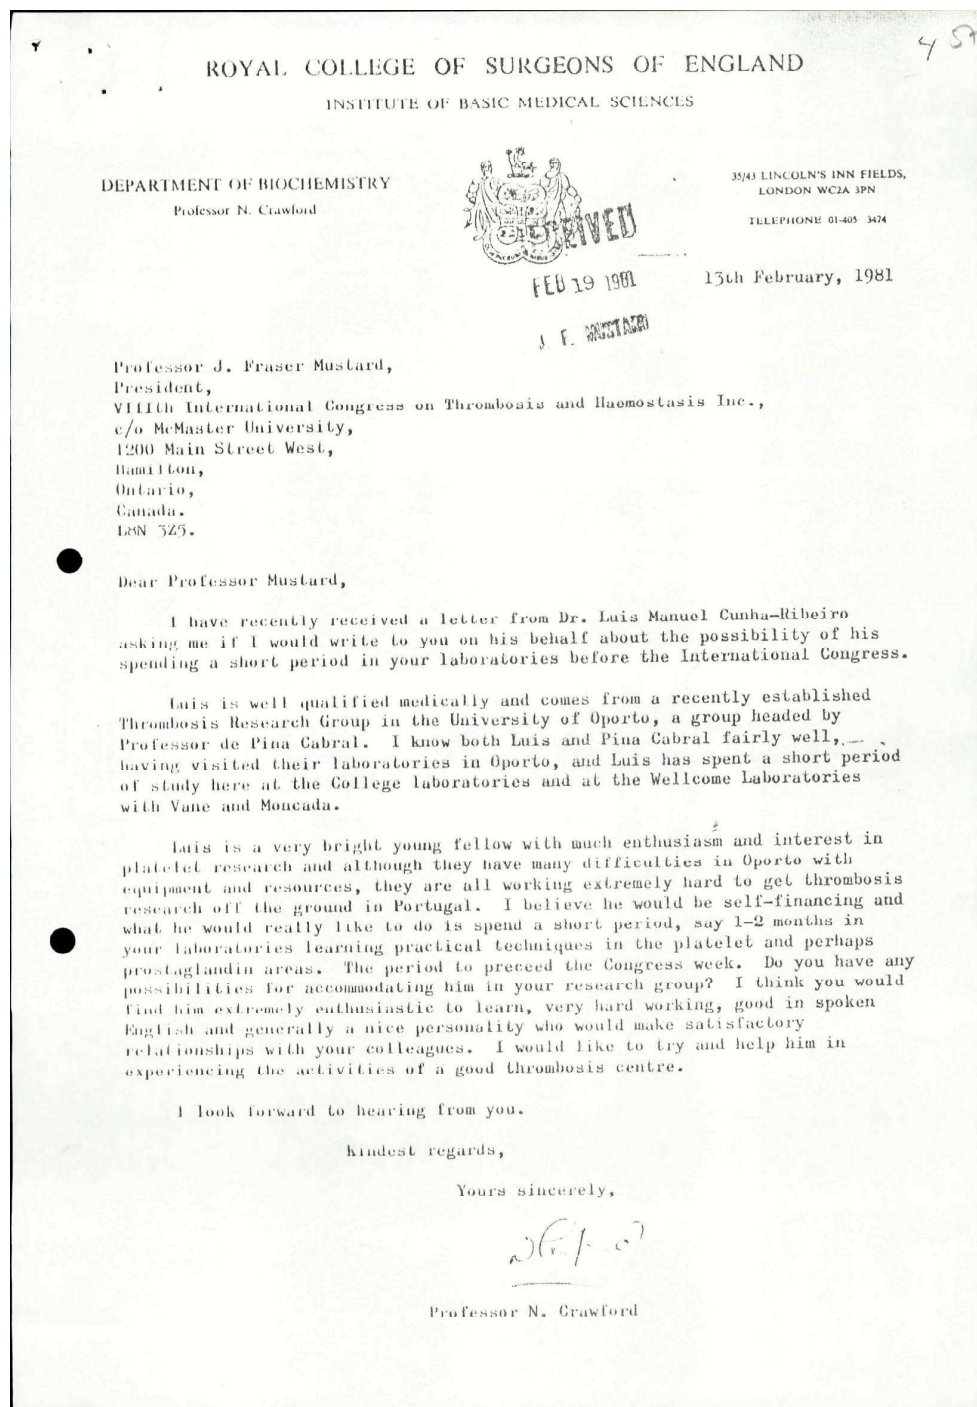 ROYAL COLLEGE OF SURGEONS OF ENGLAND
INSTITUTE OF BASIC MEDICAL SCIENCES
DEPARTMENT OF BIOCHEMISTRY
Professor N. Crawford
35/43 LINCOLN'S INN FIELDS,
LONDON WC2A 3PN
TELEPHONE 01-405 3474
FEB 19 1981
J. F. MUSTARD
13th February, 1981
Professor J. Fraser Mustard,
President,
VIIIth International Congress on Thrombosis and Haemostasis Inc.,
c/o McMaster University,
1200 Main Street West,
Hamilton,
Ontario,
Canada.
L8N 3Z5.
Dear Professor Mustard,
I have recently received a letter from Dr. Luis Manuel Cunha-Ribeiro
asking me if I would write to you on his behalf about the possibility of his
spending a short period in your laboratories before the International Congress.
Luis is well qualified medically and comes from a recently established
Thrombosis Research Group in the University of Oporto, a group headed by
Professor de Pina Cabral. I know both Luis and Pina Cabral fairly well,
having visited their laboratories in Oporto, and Luis has spent a short period
of study here at the College laboratories and at the Wellcome Laboratories
with Vane and Moncada.
Luis is a very bright young fellow with much enthusiasm and interest in
platelet research and although they have many difficulties in Oporto with
equipment and resources, they are all working extremely hard to get thrombosis
research off the ground in Portugal. I believe he would be self-financing and
what he would really like to do is spend a short period, say 1-2 months in
your laboratories learning practical techniques in the platelet and perhaps
prostaglandin areas. The period to preceed the Congress week. Do you have any
possibilities for accommodating him in your research group? I think you would
find him extremely enthusiastic to learn, very hard working, good in spoken
English and generally a nice personality who would make satisfactory
relationships with your colleagues. I would like to try and help him in
experiencing the activities of a good thrombosis centre.
I look forward to hearing from you.
Kindest regards,
Yours sincerely,
Professor N. Crawford